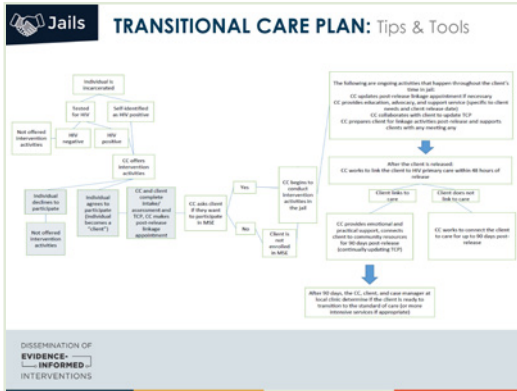 Jails
TRANSITIONAL CARE PLAN: Tips & Tools
Individual is
incarcerated
Tested
for HIV
Self-identified
as HIV positive
Not offered
intervention
activities
HIV
negative
HIV
positive
CC offers
intervention
activities
Individual
declines to
participate
Individual
agrees to
participate
(individual
becomes a
"client")
Not offered
intervention
activities
CC and client
complete
intake/
assessment and
TCP, CC makes
post-release
linkage
appointment
CC asks
client if they
want to
participate in
MSE
Yes
No
Client is
not
enrolled
in MSE
CC begins to
conduct
intervention
activities in
the jail
The following are ongoing activities that happen throughout the client's
time in jail:
CC updates post-release linkage appointment if necessary
CC provides education, advocacy, and support service (specific to client
needs and client release date)
CC collaborates with client to update TCP
CC prepares client for linkage activities post-release and supports
clients with any meeting any
After the client is released,
CC works to link the client to HIV primary care within 48 hours of
release
Client links to
care
Client does not
link to care
CC provides emotional and
practical support, connects
client to community resources
for 90 days post-release
(continually updating TCP)
CC works to connect the client
to care for up to 90 days post-
release
After 90 days, the CC, client, and case manager at
local clinic determine if the client is ready to
transition to the standard of care (or more
intensive services if appropriate)
DISSEMINATION OF
EVIDENCE-
INFORMED
INTERVENTIONS